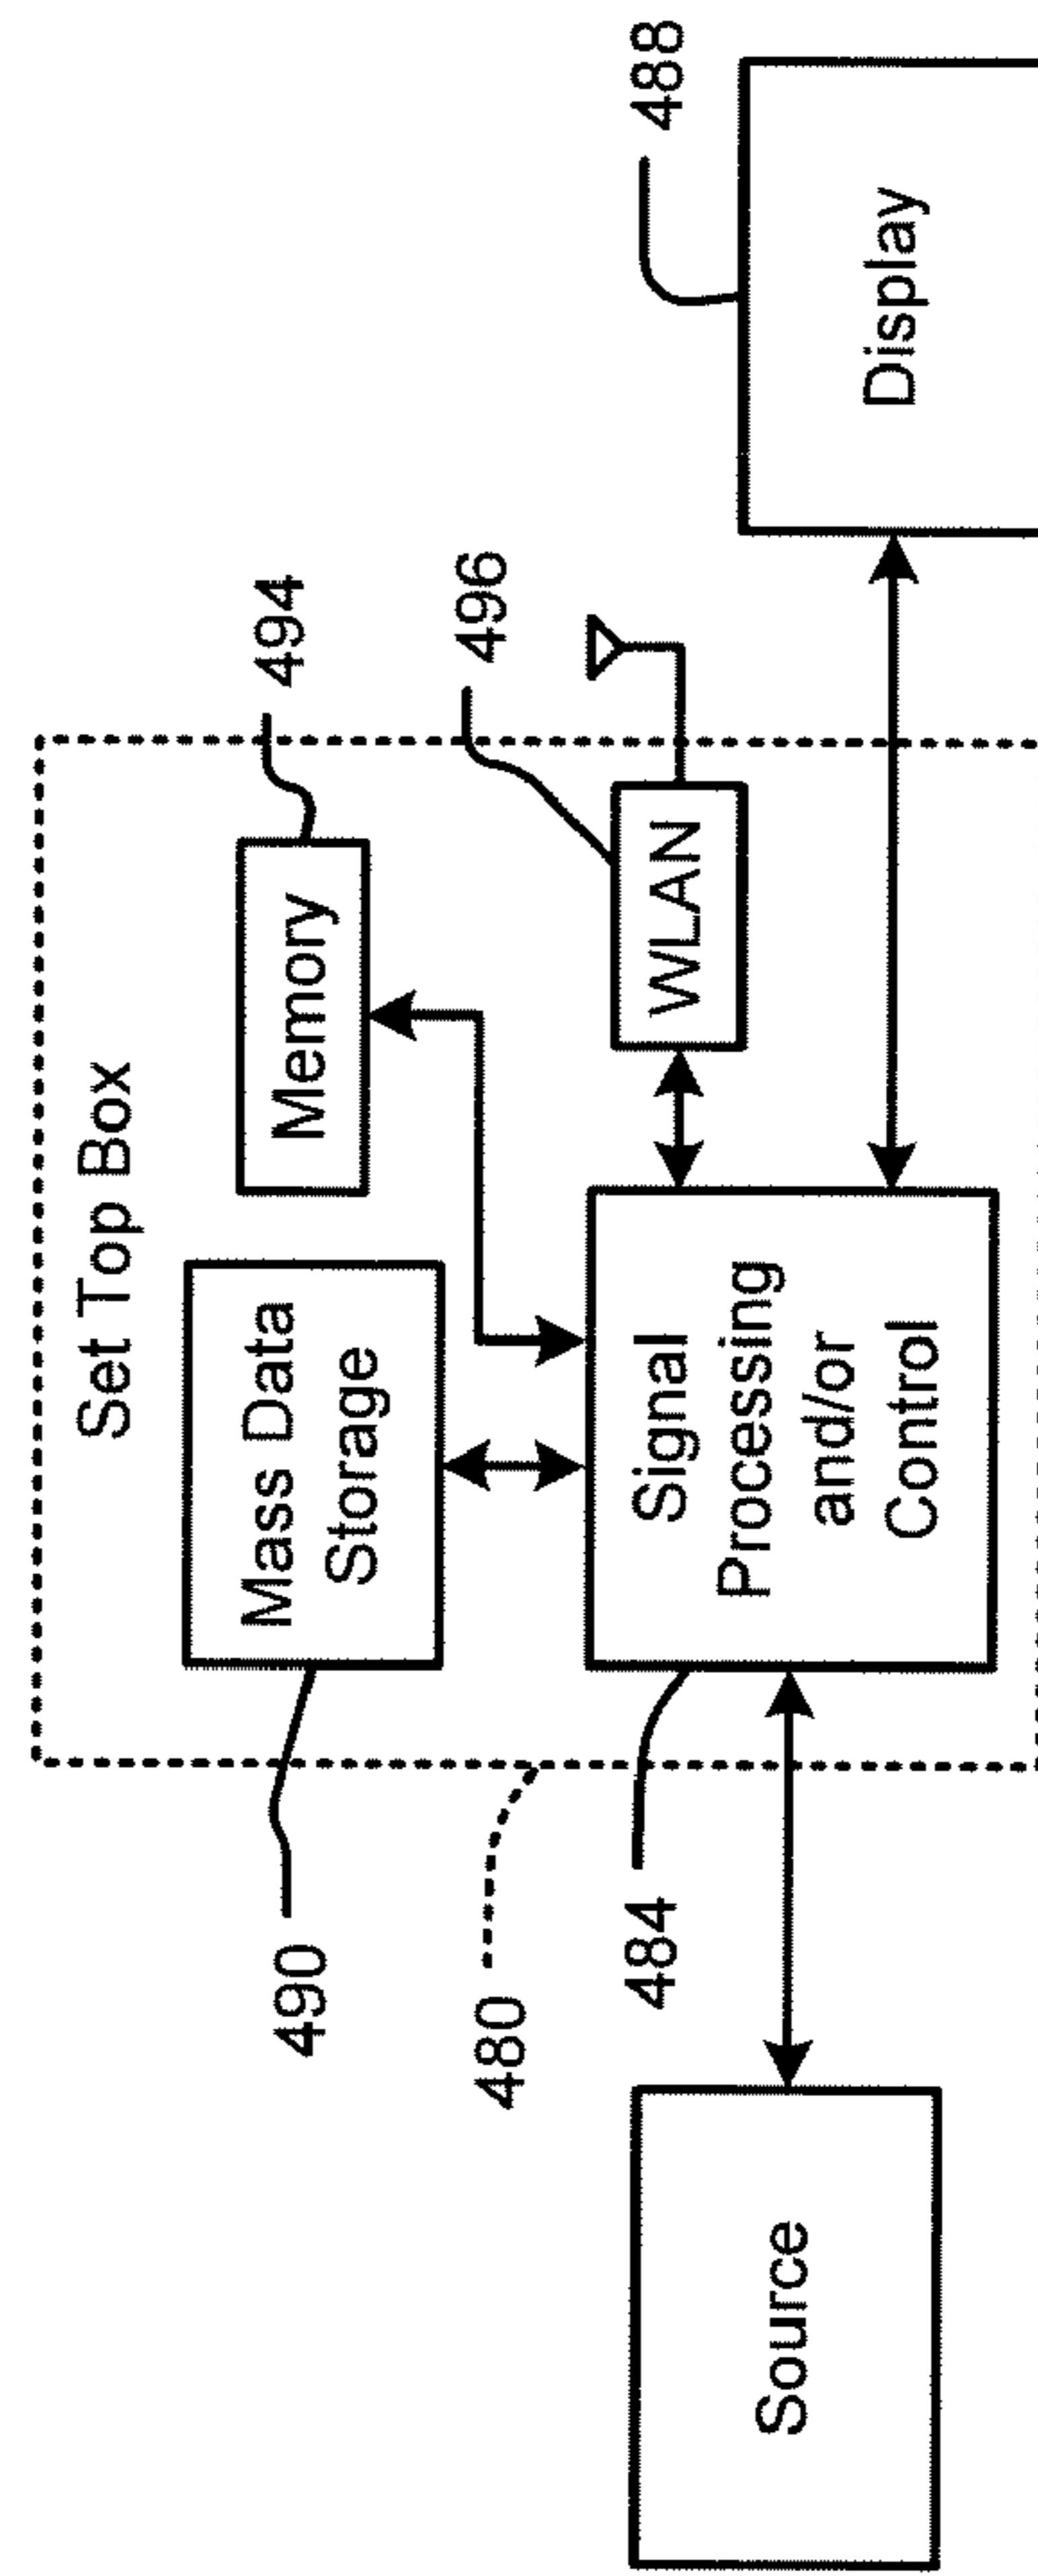 Set Top Box
490
Mass Data
Storage
Memory
494
480
WLAN
496
484
Signal
Processing
and/or
Control
Source
Display
488